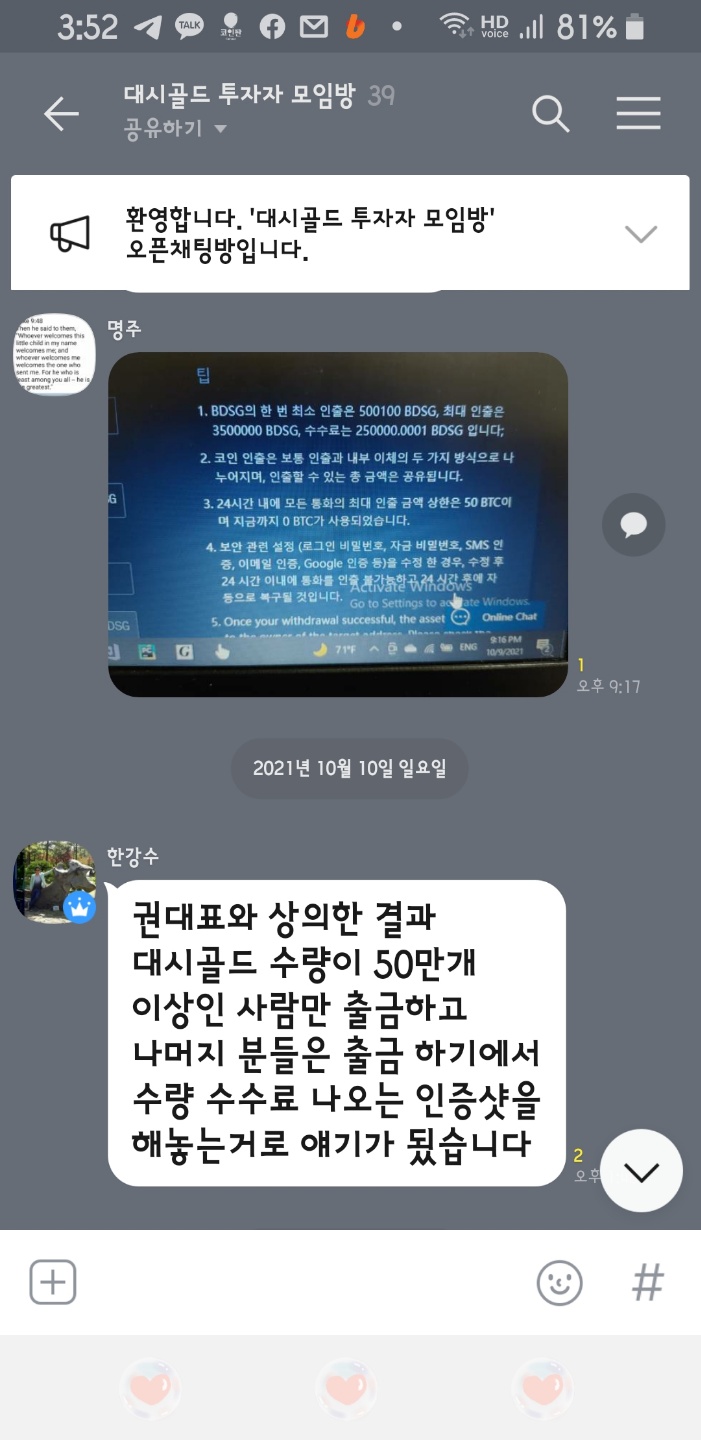 3:52 TALK 코인판 HD voice 81%
대시골드 투자자 모임방 39
공유하기
환영합니다. '대시골드 투자자 모임방'
오픈채팅방입니다.
9:48
hen he said to them,
"Whoever welcomes this
little child in my name
welcomes me; and
whoever welcomes me
welcomes the one who
sent me. For he who is
east among you all – he is
greatest."
명주
팁
1. BDSG의 한 번 최소 인출은 500100 BDSG, 최대 인출은
3500000 BDSG, 수수료는 250000.0001 BDSG 입니다;
2. 코인 인출은 보통 인출과 내부 이체의 두 가지 방식으로 나
누어지며, 인출할 수 있는 총 금액은 공유됩니다.
3. 24시간 내에 모든 통화의 최대 인출 금액 상한은 50 BTC이
며 지금까지 0 BTC가 사용되었습니다.
4. 보안 관련 설정 (로그인 비밀번호, 자금 비밀번호, SMS 인
증, 이메일 인증, Google 인증 등)을 수정 한 경우, 수정 후
24 시간 이내에 통화를 인출 불가능하고 24 시간 후에 자
동으로 복구될 것입니다.
Activate Windows
Go to Settings to activate Windows.
5. Once your withdrawal successful, the asset
Online Chat
to the owner of the target address. Please
G
DSG
71°F ENG 9:16 PM
10/9/2021
1
오후 9:17
2021년 10월 10일 일요일
한강수
권대표와 상의한 결과
대시골드 수량이 50만개
이상인 사람만 출금하고
나머지 분들은 출금 하기에서
수량 수수료 나오는 인증샷을
해놓는거로 얘기가 됬습니다
2
오후
#